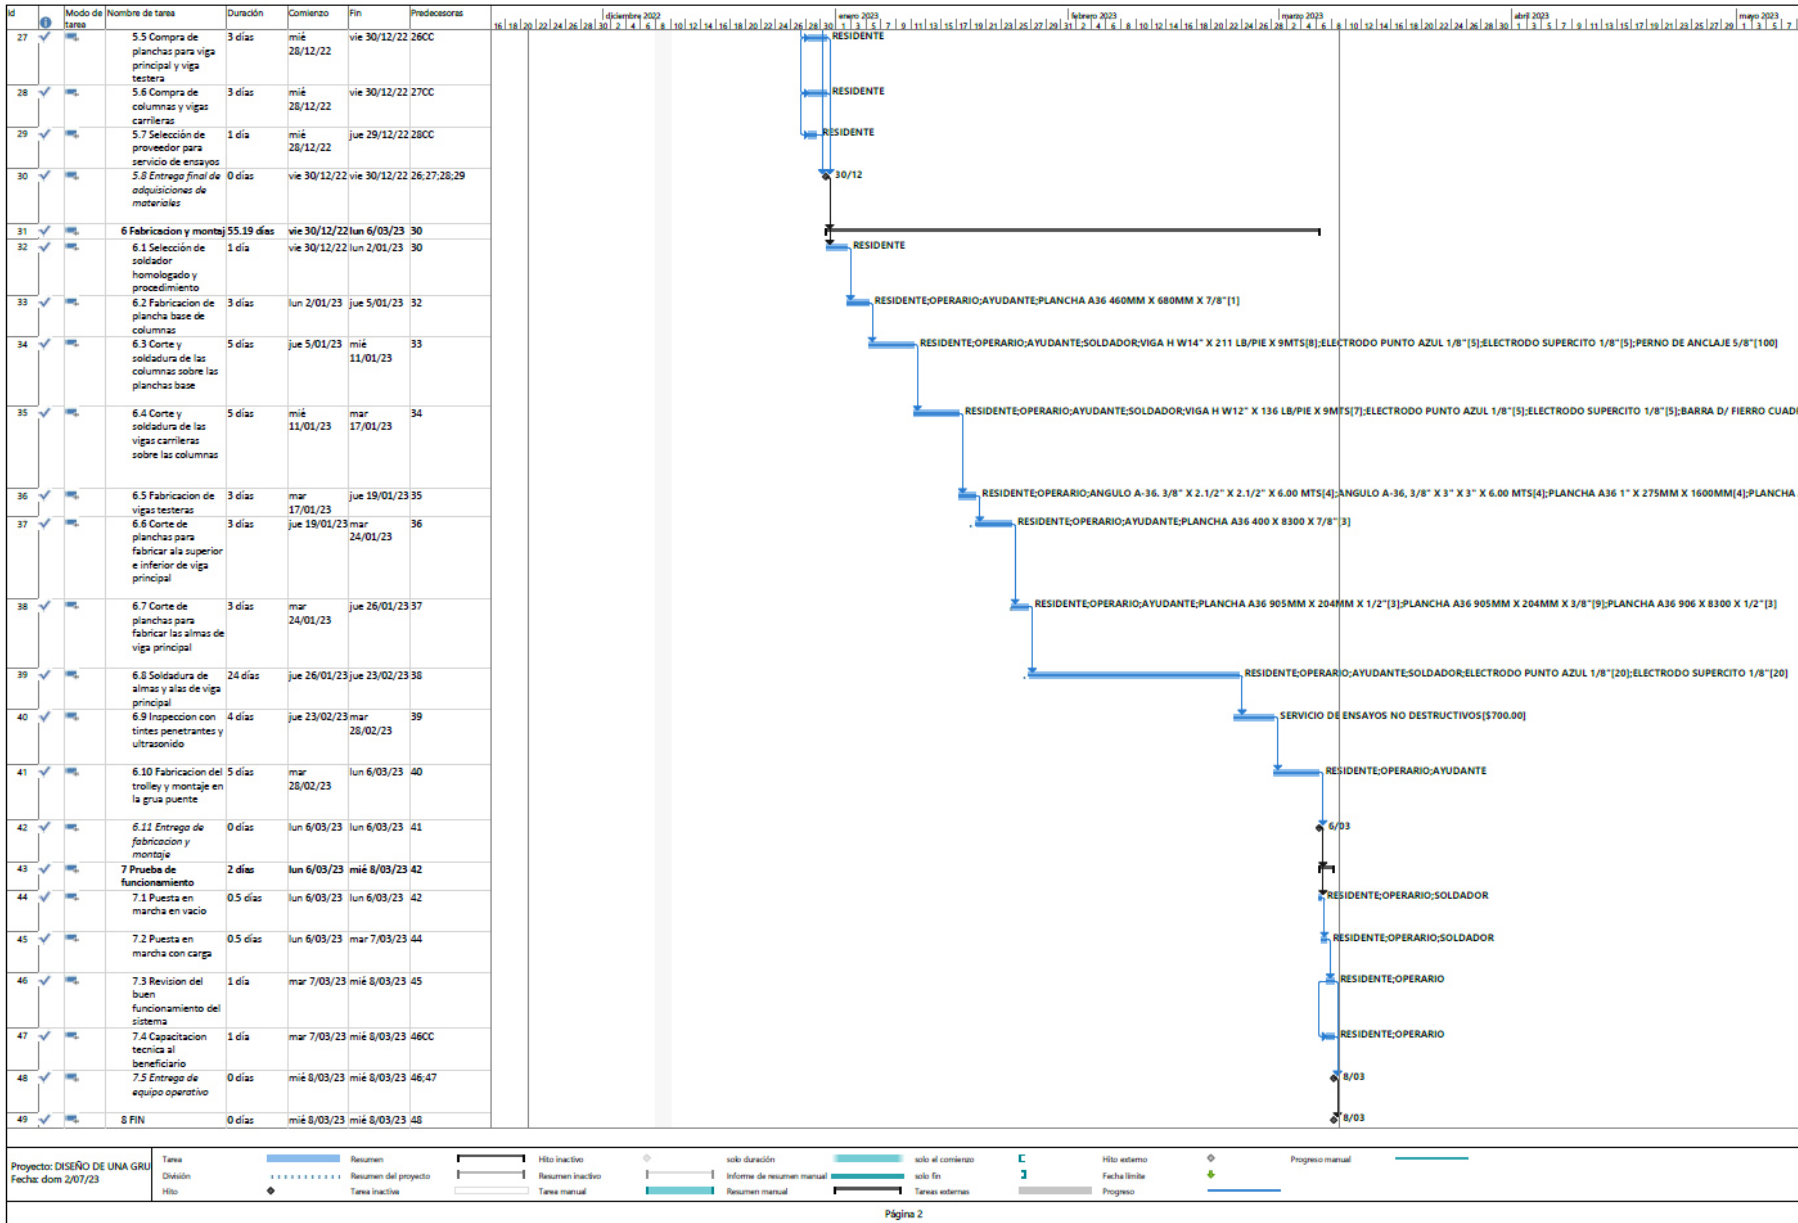 Id Modo de tarea Nombre de tarea Duración Comienzo Fin Predecesoras
diciembre 2022 enero 2023 febrero 2023 marzo 2023 abril 2023 mayo 2023
27 5.5 Compra de planchas para viga principal y viga testera 3 días mié 28/12/22 vie 30/12/22 26CC RESIDENTE
28 5.6 Compra de columnas y vigas carrileras 3 días mié 28/12/22 vie 30/12/22 27CC RESIDENTE
29 5.7 Selección de proveedor para servicio de ensayos 1 día mié 28/12/22 jue 29/12/22 28CC RESIDENTE
30 5.8 Entrega final de adquisiciones de materiales 0 días vie 30/12/22 vie 30/12/22 26;27;28;29 30/12
31 6 Fabricacion y montaj 55.19 días vie 30/12/22 lun 6/03/23 30
32 6.1 Selección de soldador homologado y procedimiento 1 día vie 30/12/22 lun 2/01/23 30 RESIDENTE
33 6.2 Fabricacion de plancha base de columnas 3 días lun 2/01/23 jue 5/01/23 32 RESIDENTE;OPERARIO;AYUDANTE;PLANCHA A36 460MM X 680MM X 7/8"[1]
34 6.3 Corte y soldadura de las columnas sobre las planchas base 5 días jue 5/01/23 mié 11/01/23 33 RESIDENTE;OPERARIO;AYUDANTE;SOLDADOR;VIGA H W14" X 211 LB/PIE X 9MTS[8];ELECTRODO PUNTO AZUL 1/8"[5];ELECTRODO SUPERCITO 1/8"[5];PERNO DE ANCLAJE 5/8"[100]
35 6.4 Corte y soldadura de las vigas carrileras sobre las columnas 5 días mié 11/01/23 mar 17/01/23 34 RESIDENTE;OPERARIO;AYUDANTE;SOLDADOR;VIGA H W12" X 136 LB/PIE X 9MTS[7];ELECTRODO PUNTO AZUL 1/8"[5];ELECTRODO SUPERCITO 1/8"[5];BARRA D/ FIERRO CUAD
36 6.5 Fabricacion de vigas testeras 3 días mar 17/01/23 jue 19/01/23 35 RESIDENTE;OPERARIO;ANGULO A-36. 3/8" X 2.1/2" X 2.1/2" X 6.00 MTS[4];ANGULO A-36, 3/8" X 3" X 3" X 6.00 MTS[4];PLANCHA A36 1" X 275MM X 1600MM[4];PLANCHA
37 6.6 Corte de planchas para fabricar ala superior e inferior de viga principal 3 días jue 19/01/23 mar 24/01/23 36 RESIDENTE;OPERARIO;AYUDANTE;PLANCHA A36 400 X 8300 X 7/8"[3]
38 6.7 Corte de planchas para fabricar las almas de viga principal 3 días mar 24/01/23 jue 26/01/23 37 RESIDENTE;OPERARIO;AYUDANTE;PLANCHA A36 905MM X 204MM X 1/2"[3];PLANCHA A36 905MM X 204MM X 3/8"[9];PLANCHA A36 906 X 8300 X 1/2"[3]
39 6.8 Soldadura de almas y alas de viga principal 24 días jue 26/01/23 jue 23/02/23 38 RESIDENTE;OPERARIO;AYUDANTE;SOLDADOR;ELECTRODO PUNTO AZUL 1/8"[20];ELECTRODO SUPERCITO 1/8"[20]
40 6.9 Inspeccion con tintes penetrantes y ultrasonido 4 días jue 23/02/23 mar 28/02/23 39 SERVICIO DE ENSAYOS NO DESTRUCTIVOS[$700.00]
41 6.10 Fabricacion del trolley y montaje en la grua puente 5 días mar 28/02/23 lun 6/03/23 40 RESIDENTE;OPERARIO;AYUDANTE
42 6.11 Entrega de fabricacion y montaje 0 días lun 6/03/23 lun 6/03/23 41 6/03
43 7 Prueba de funcionamiento 2 días lun 6/03/23 mié 8/03/23 42
44 7.1 Puesta en marcha en vacio 0.5 días lun 6/03/23 lun 6/03/23 42 RESIDENTE;OPERARIO;SOLDADOR
45 7.2 Puesta en marcha con carga 0.5 días lun 6/03/23 mar 7/03/23 44 RESIDENTE;OPERARIO;SOLDADOR
46 7.3 Revision del buen funcionamiento del sistema 1 día mar 7/03/23 mié 8/03/23 45 RESIDENTE;OPERARIO
47 7.4 Capacitacion tecnica al beneficiario 1 día mar 7/03/23 mié 8/03/23 46CC RESIDENTE;OPERARIO
48 7.5 Entrega de equipo operativo 0 días mié 8/03/23 mié 8/03/23 46;47 8/03
49 8 FIN 0 días mié 8/03/23 mié 8/03/23 48 8/03
Proyecto: DISEÑO DE UNA GRU
Fecha: dom 2/07/23
Tarea Resumen Hito inactivo solo duración solo el comienzo Hito externo Progreso manual
División Resumen del proyecto Resumen inactivo Informe de resumen manual solo fin Fecha límite
Hito Tarea inactiva Tarea manual Resumen manual Tareas externas Progreso
Página 2